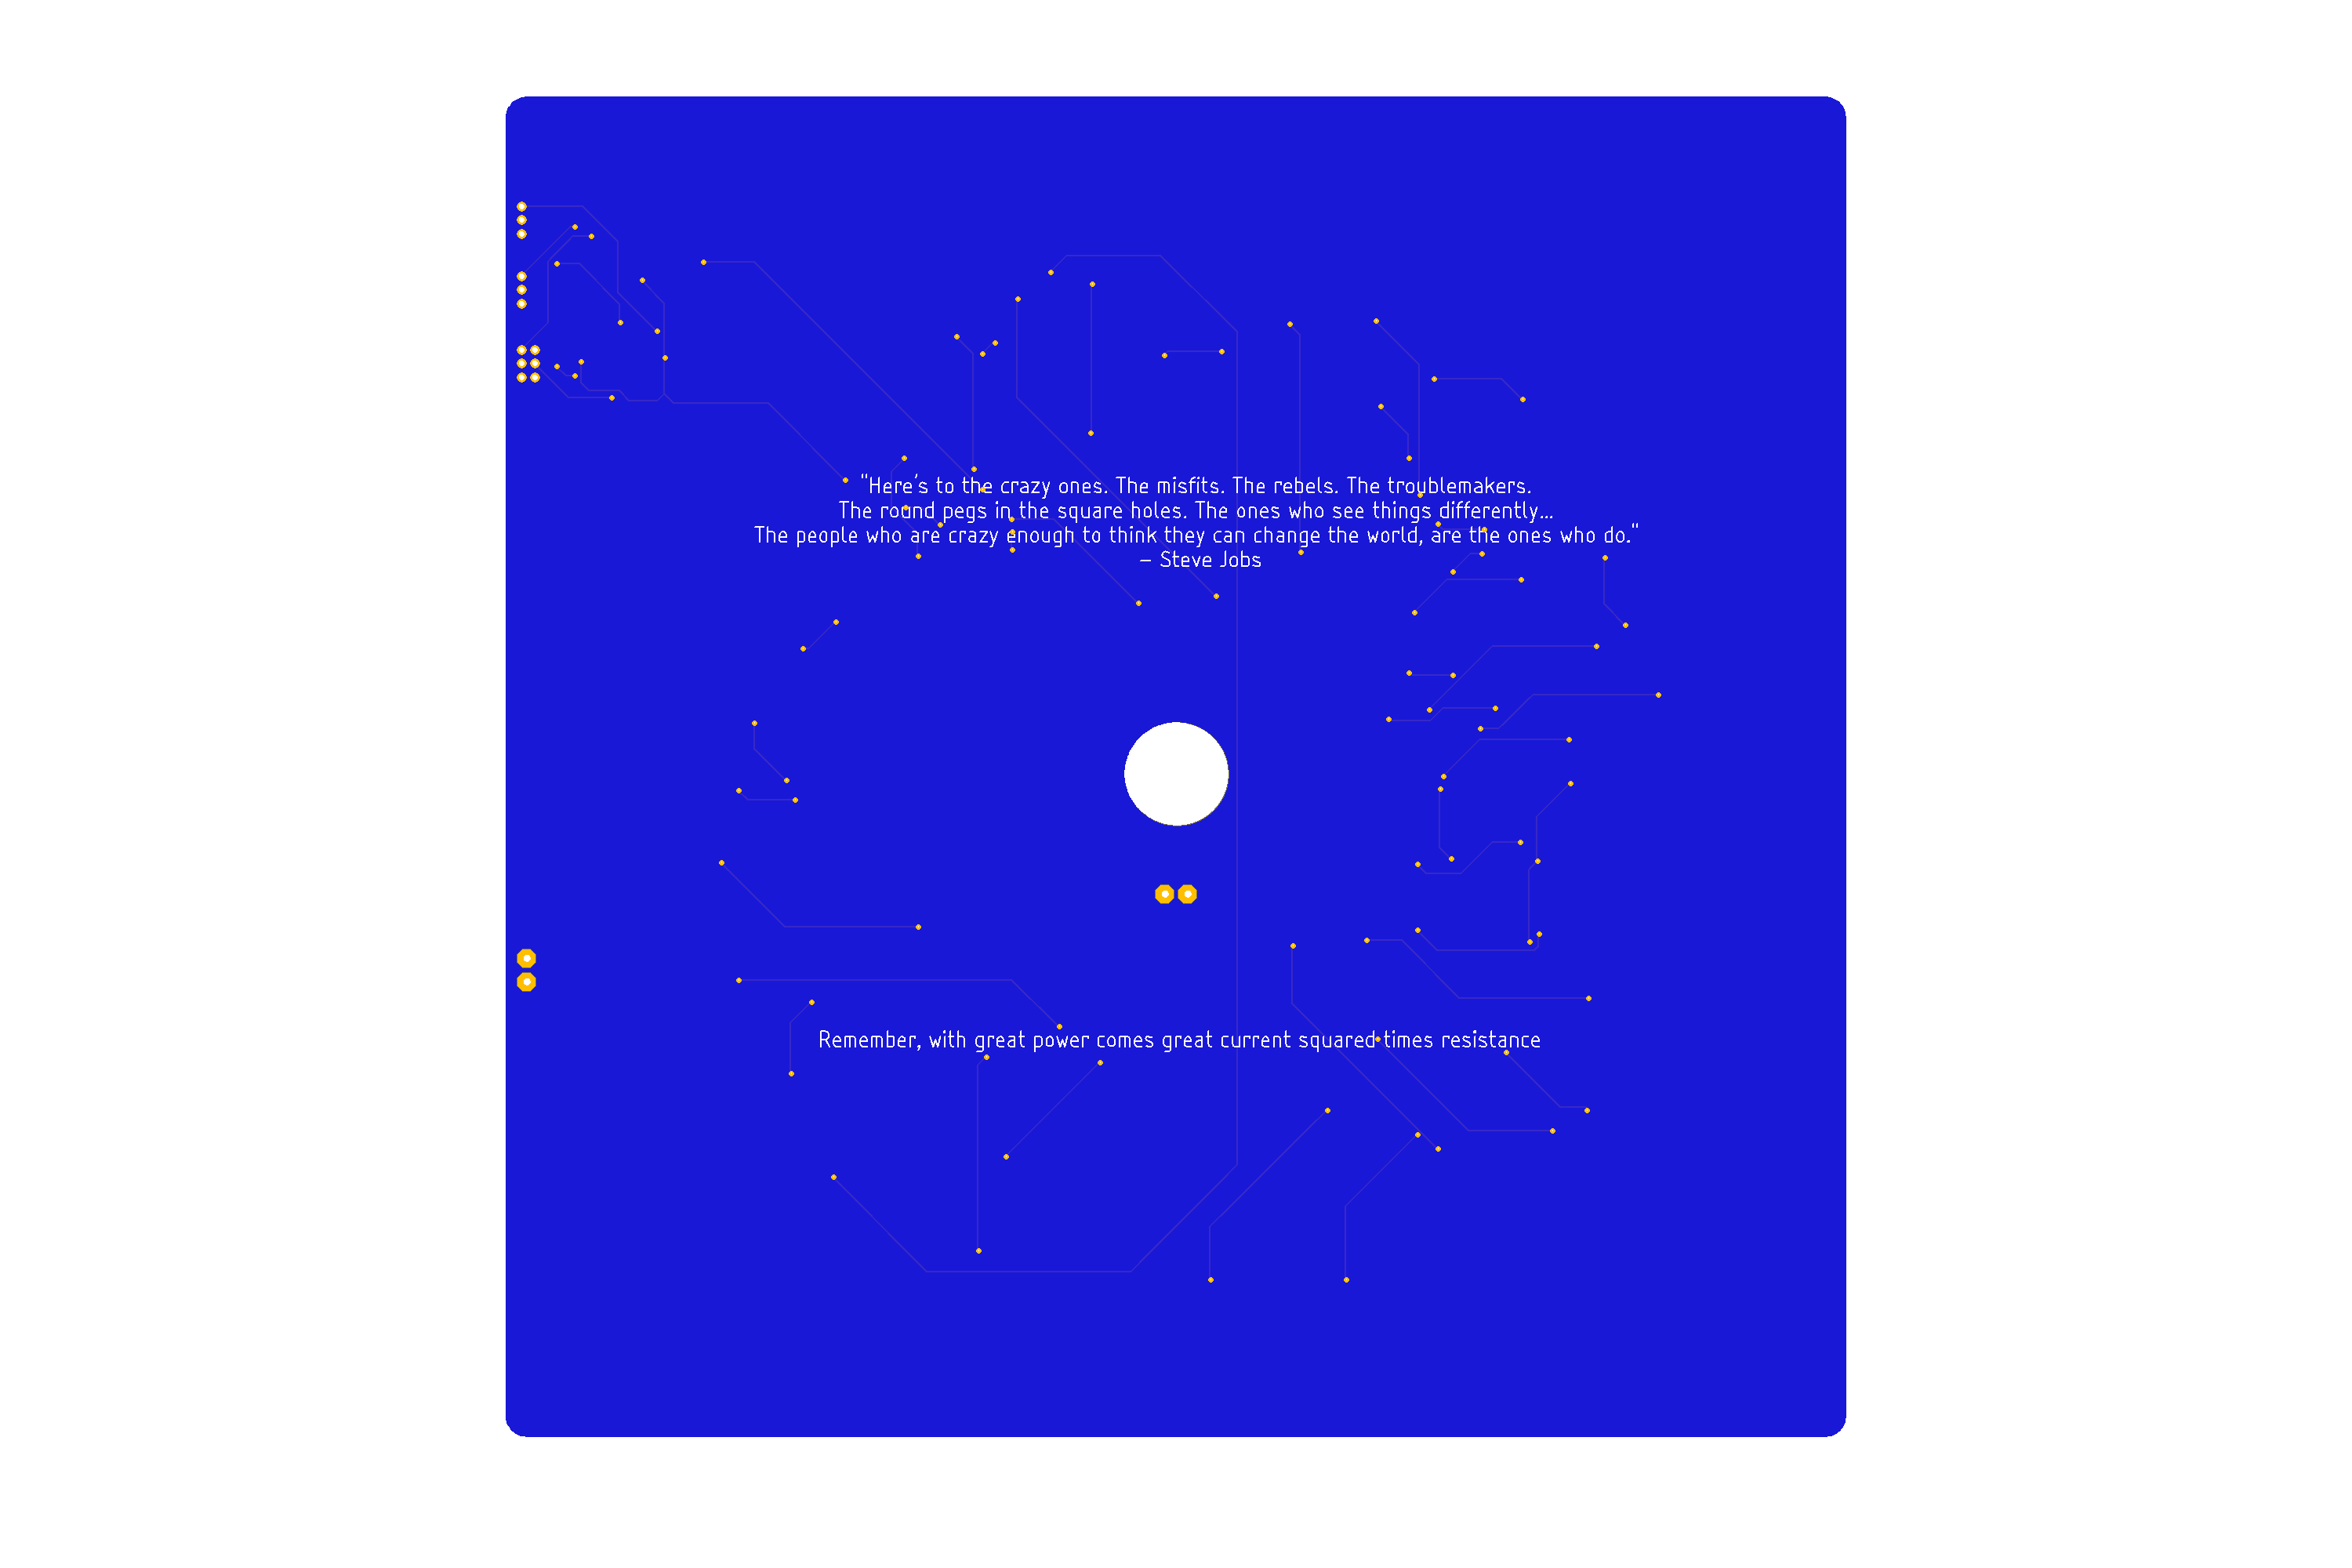 "Here's to the crazy ones. The misfits. The rebels. The troublemakers.
The round pegs in the square holes. The ones who see things differently...
The people who are crazy enough to think they can change the world, are the ones who do."
- Steve Jobs
Remember, with great power comes great current squared times resistance